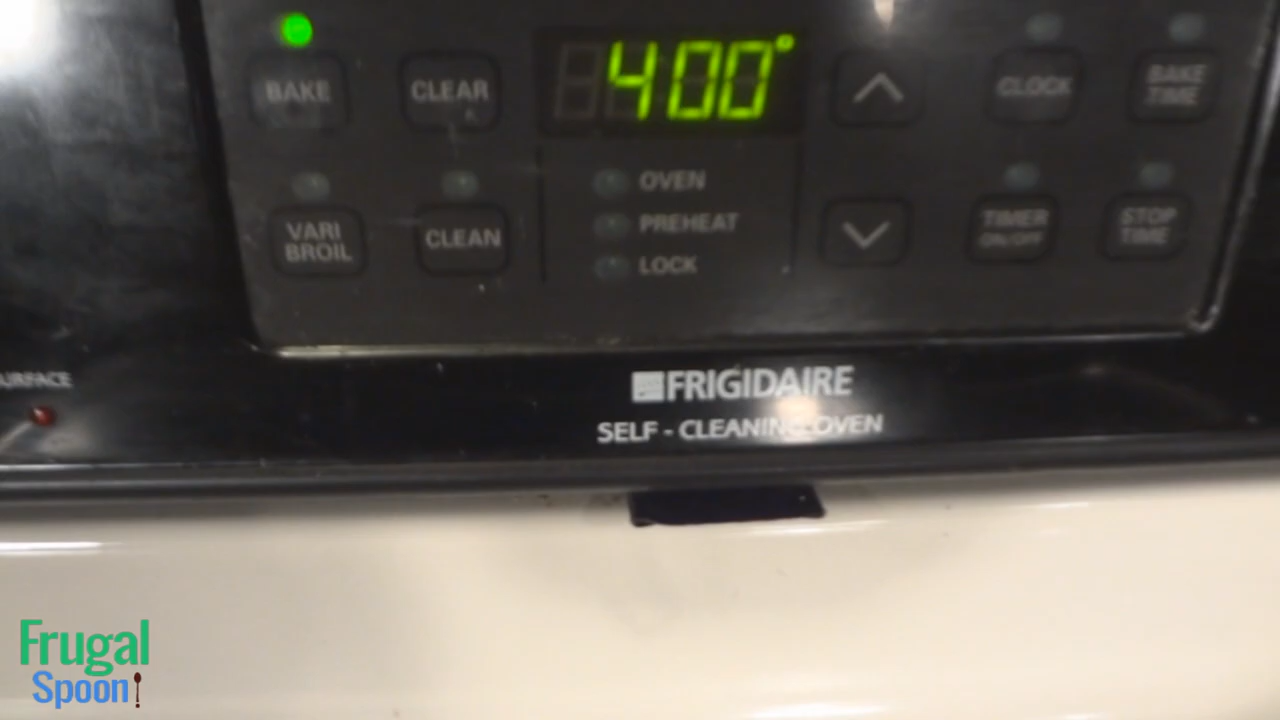 BAKE
CLEAR
400°
CLOCK
BAKE
TIME
OVEN
PREHEAT
LOCK
VARI
BROIL
CLEAN
TIMER
ON/OFF
STOP
TIME
URFACE
FRIGIDAIRE
SELF - CLEANING OVEN
Frugal
Spoon